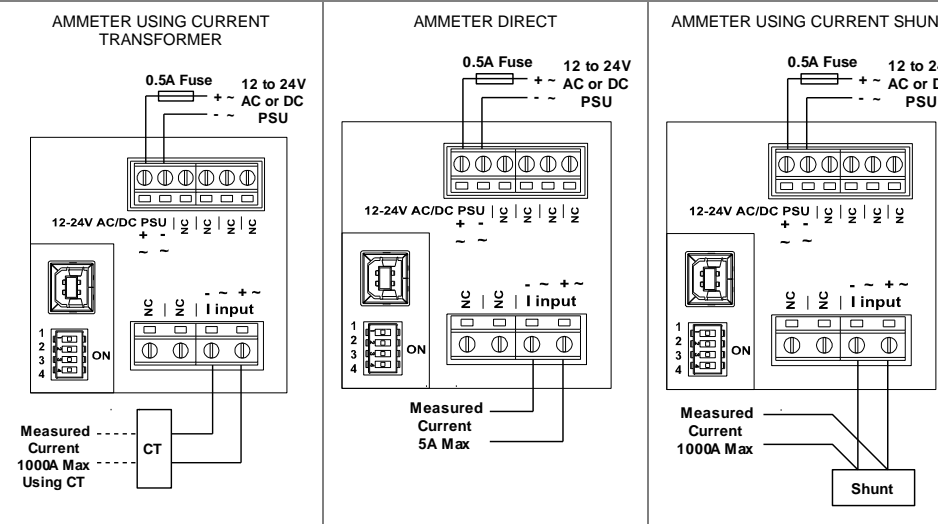 AMMETER USING CURRENT
TRANSFORMER
0.5A Fuse
+ ~
- ~
12 to 24V
AC or DC
PSU
12-24V AC/DC PSU | NC | NC | NC | NC
+ -
~ ~
- ~ + ~
NC | NC | I input
1
2
3
4
ON
Measured
Current
1000A Max
Using CT
CT
AMMETER DIRECT
0.5A Fuse
+ ~
- ~
12 to 24V
AC or DC
PSU
12-24V AC/DC PSU | NC | NC | NC | NC
+ -
~ ~
- ~ + ~
NC | NC | I input
1
2
3
4
ON
Measured
Current
5A Max
AMMETER USING CURRENT SHUN
0.5A Fuse
+ ~
- ~
12 to 2
AC or D
PSU
12-24V AC/DC PSU | NC | NC | NC | NC
+ -
~ ~
- ~ + ~
NC | NC | I input
1
2
3
4
ON
Measured
Current
1000A Max
Shunt